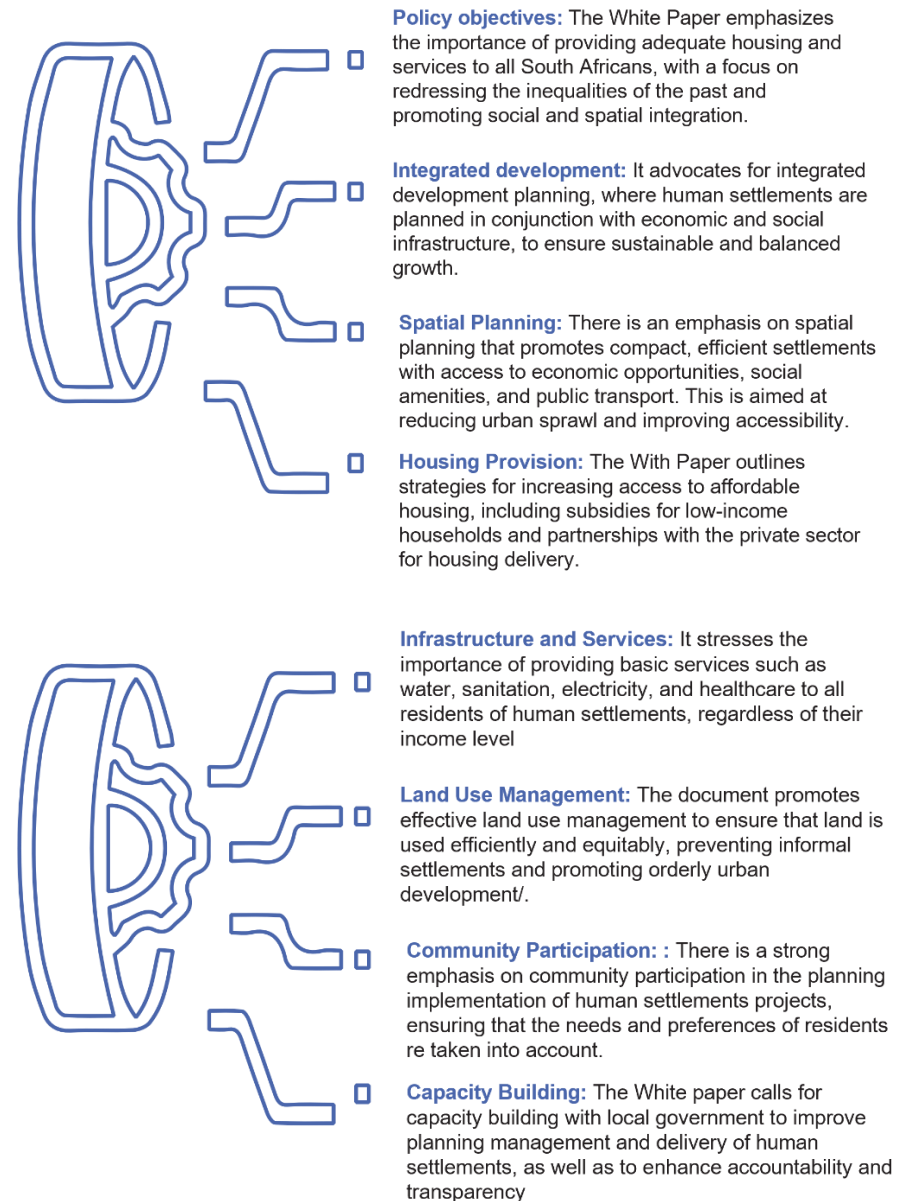 Policy objectives: The White Paper emphasizes
the importance of providing adequate housing and
services to all South Africans, with a focus on
redressing the inequalities of the past and
promoting social and spatial integration.
Integrated development: It advocates for integrated
development planning, where human settlements are
planned in conjunction with economic and social
infrastructure, to ensure sustainable and balanced
growth.
Spatial Planning: There is an emphasis on spatial
planning that promotes compact, efficient settlements
with access to economic opportunities, social
amenities, and public transport. This is aimed at
reducing urban sprawl and improving accessibility.
Housing Provision: The With Paper outlines
strategies for increasing access to affordable
housing, including subsidies for low-income
households and partnerships with the private sector
for housing delivery.
Infrastructure and Services: It stresses the
importance of providing basic services such as
water, sanitation, electricity, and healthcare to all
residents of human settlements, regardless of their
income level
Land Use Management: The document promotes
effective land use management to ensure that land is
used efficiently and equitably, preventing informal
settlements and promoting orderly urban
development/.
Community Participation: : There is a strong
emphasis on community participation in the planning
implementation of human settlements projects,
ensuring that the needs and preferences of residents
re taken into account.
Capacity Building: The White paper calls for
capacity building with local government to improve
planning management and delivery of human
settlements, as well as to enhance accountability and
transparency